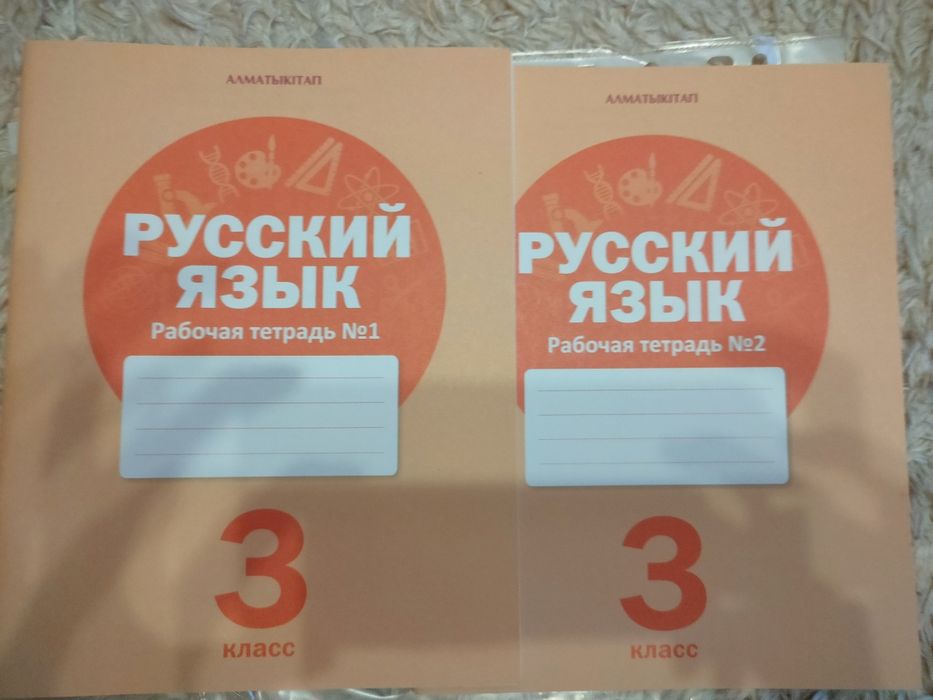 АЛМАТЫКІТАП
РУССКИЙ
ЯЗЫК
Рабочая тетрадь №1
3
класс
АЛМАТЫКІТАП
РУССКИЙ
ЯЗЫК
Рабочая тетрадь №2
3
класс